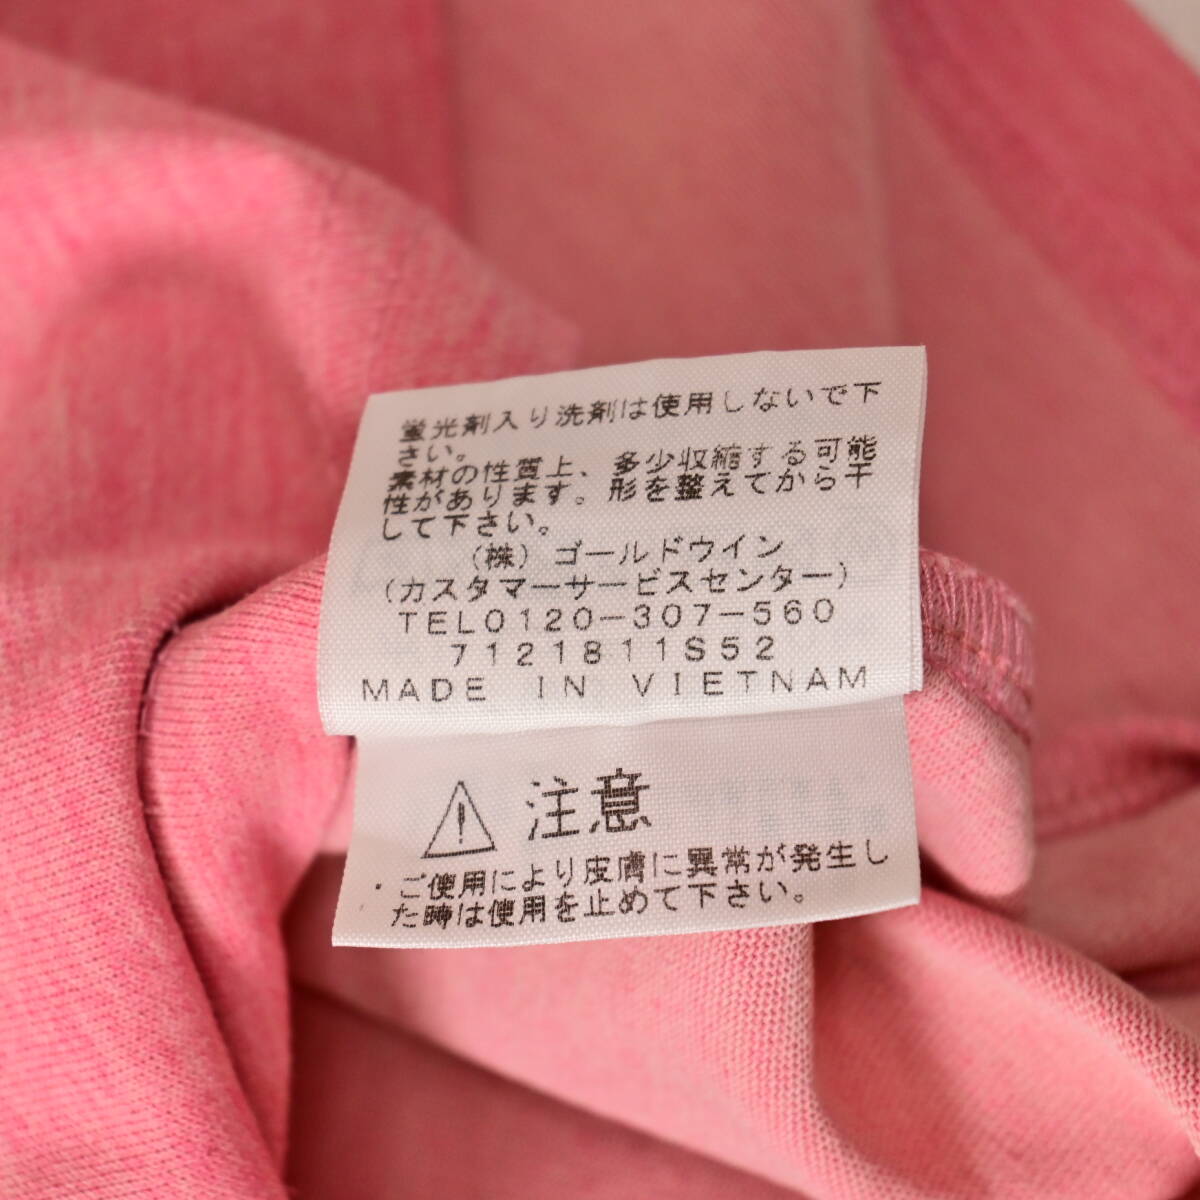 蛍光剤入り洗剤は使用しないで下
さい。
素材の性質上、多少収縮する可能
性があります。形を整えてから干
して下さい。
(株) ゴールドウイン
(カスタマーサービスセンター)
TEL0120-307-560
7121811S52
MADE IN VIETNAM
注意
・ご使用により皮膚に異常が発生し
た時は使用を止めて下さい。